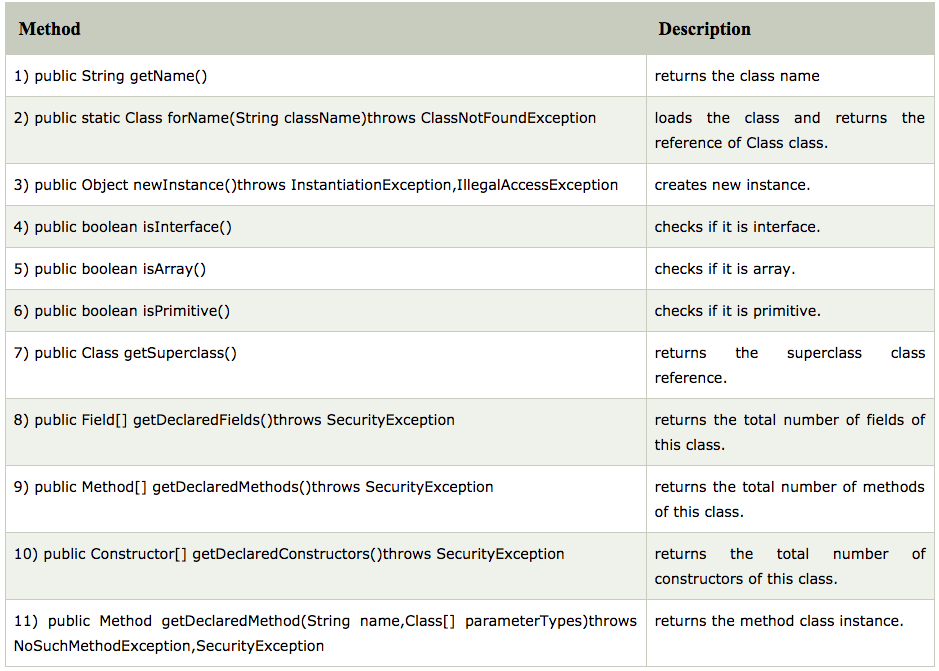 Method Description
1) public String getName() returns the class name
2) public static Class forName(String className)throws ClassNotFoundException loads the class and returns the
reference of Class class.
3) public Object newInstance()throws InstantiationException,IllegalAccessException creates new instance.
4) public boolean isInterface() checks if it is interface.
5) public boolean isArray() checks if it is array.
6) public boolean isPrimitive() checks if it is primitive.
7) public Class getSuperclass() returns the superclass class
reference.
8) public Field[] getDeclaredFields()throws SecurityException returns the total number of fields of
this class.
9) public Method[] getDeclaredMethods()throws SecurityException returns the total number of methods
of this class.
10) public Constructor[] getDeclaredConstructors()throws SecurityException returns the total number of
constructors of this class.
11) public Method getDeclaredMethod(String name,Class[] parameterTypes)throws returns the method class instance.
NoSuchMethodException,SecurityException